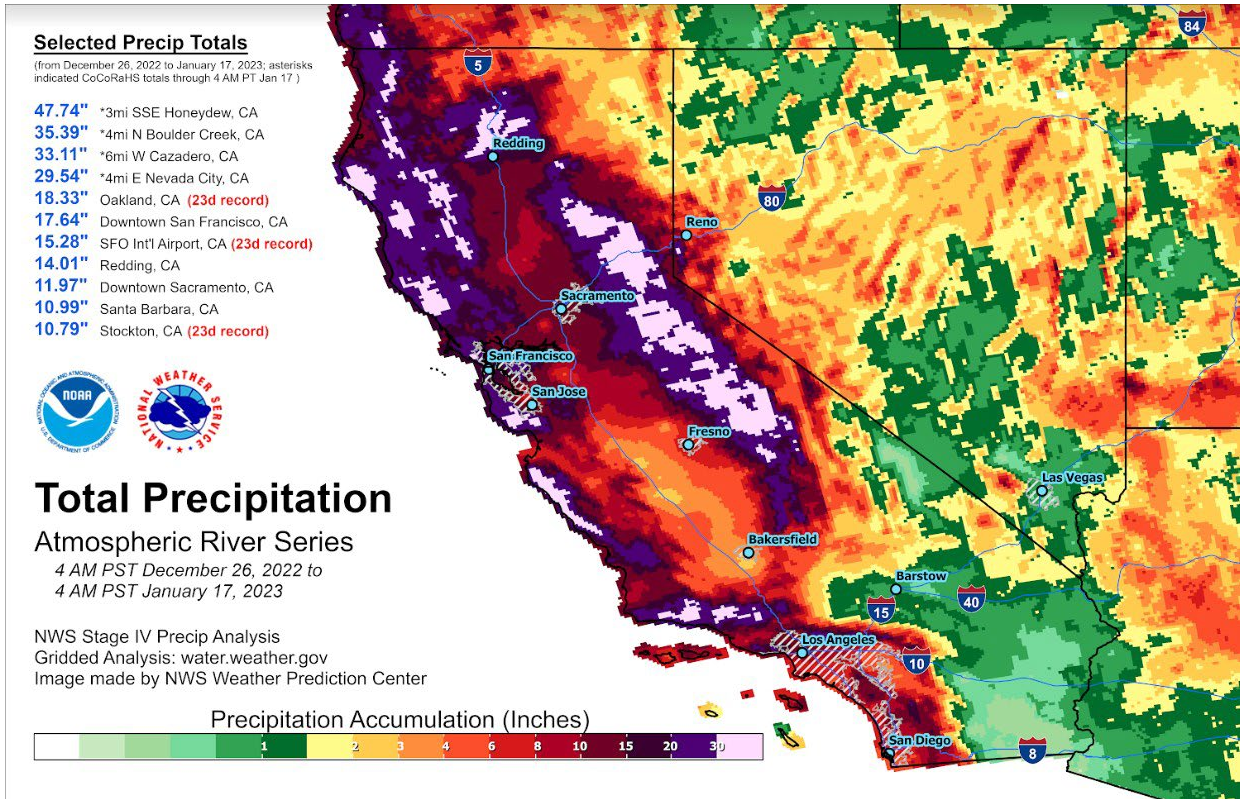 Selected Precip Totals
(from December 26, 2022 to January 17, 2023; asterisks
indicated CoCoRaHS totals through 4 AM PT Jan 17 )
47.74" *3mi SSE Honeydew, CA
35.39" *4mi N Boulder Creek, CA
33.11" *6mi W Cazadero, CA
29.54" *4mi E Nevada City, CA
18.33" Oakland, CA (23d record)
17.64" Downtown San Francisco, CA
15.28" SFO Int'l Airport, CA (23d record)
14.01" Redding, CA
11.97" Downtown Sacramento, CA
10.99" Santa Barbara, CA
10.79" Stockton, CA (23d record)
NATIONAL OCEANIC AND ATMOSPHERIC ADMINISTRATION
NOAA
U.S. DEPARTMENT OF COMMERCE
NATIONAL WEATHER SERVICE
Total Precipitation
Atmospheric River Series
4 AM PST December 26, 2022 to
4 AM PST January 17, 2023
NWS Stage IV Precip Analysis
Gridded Analysis: water.weather.gov
Image made by NWS Weather Prediction Center
Precipitation Accumulation (Inches)
1 2 3 4 6 8 10 15 20 30
84
5
Redding
80
Reno
Sacramento
San Francisco
San Jose
Fresno
Las Vegas
Bakersfield
Barstow
15
40
Los Angeles
10
San Diego
8